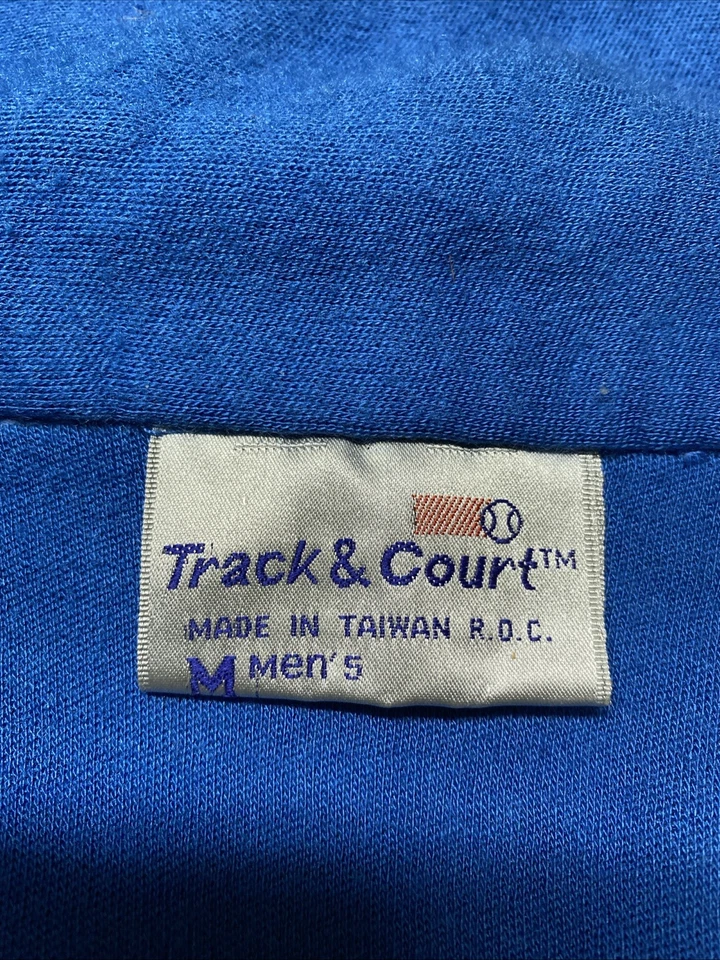 Track & Court™
MADE IN TAIWAN R.O.C.
M Men's